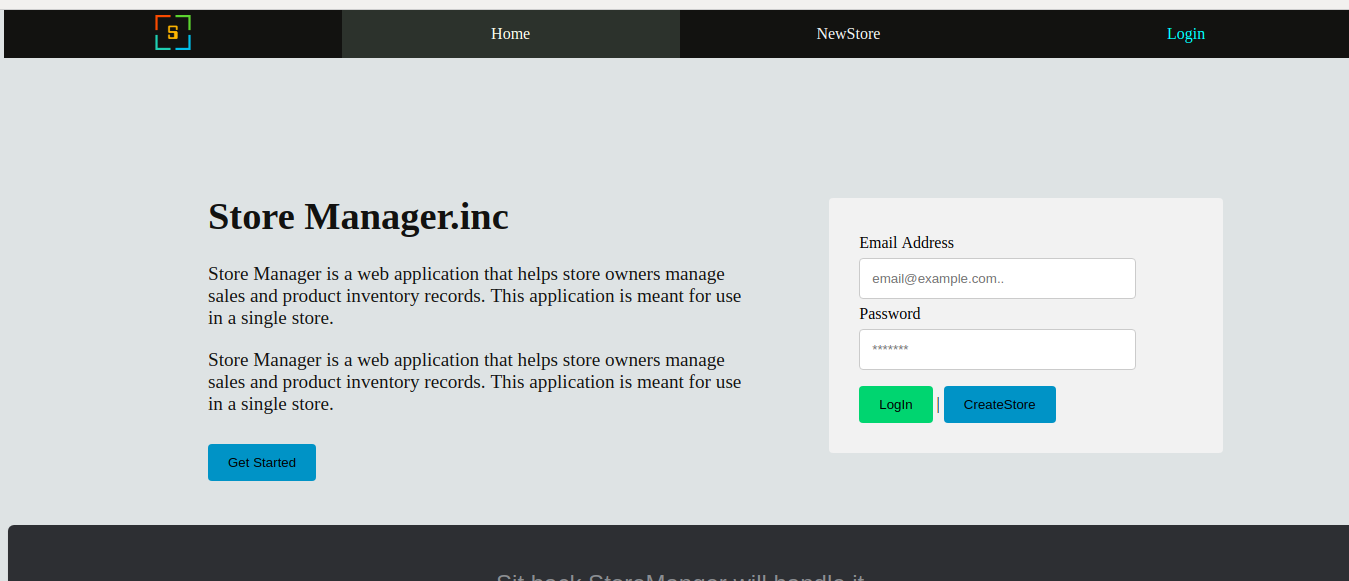 S
Home
NewStore
Login
Store Manager.inc
Store Manager is a web application that helps store owners manage
sales and product inventory records. This application is meant for use
in a single store.
Store Manager is a web application that helps store owners manage
sales and product inventory records. This application is meant for use
in a single store.
Get Started
Email Address
email@example.com..
Password
*******
LogIn | CreateStore
Sit back StoreManger will handle it